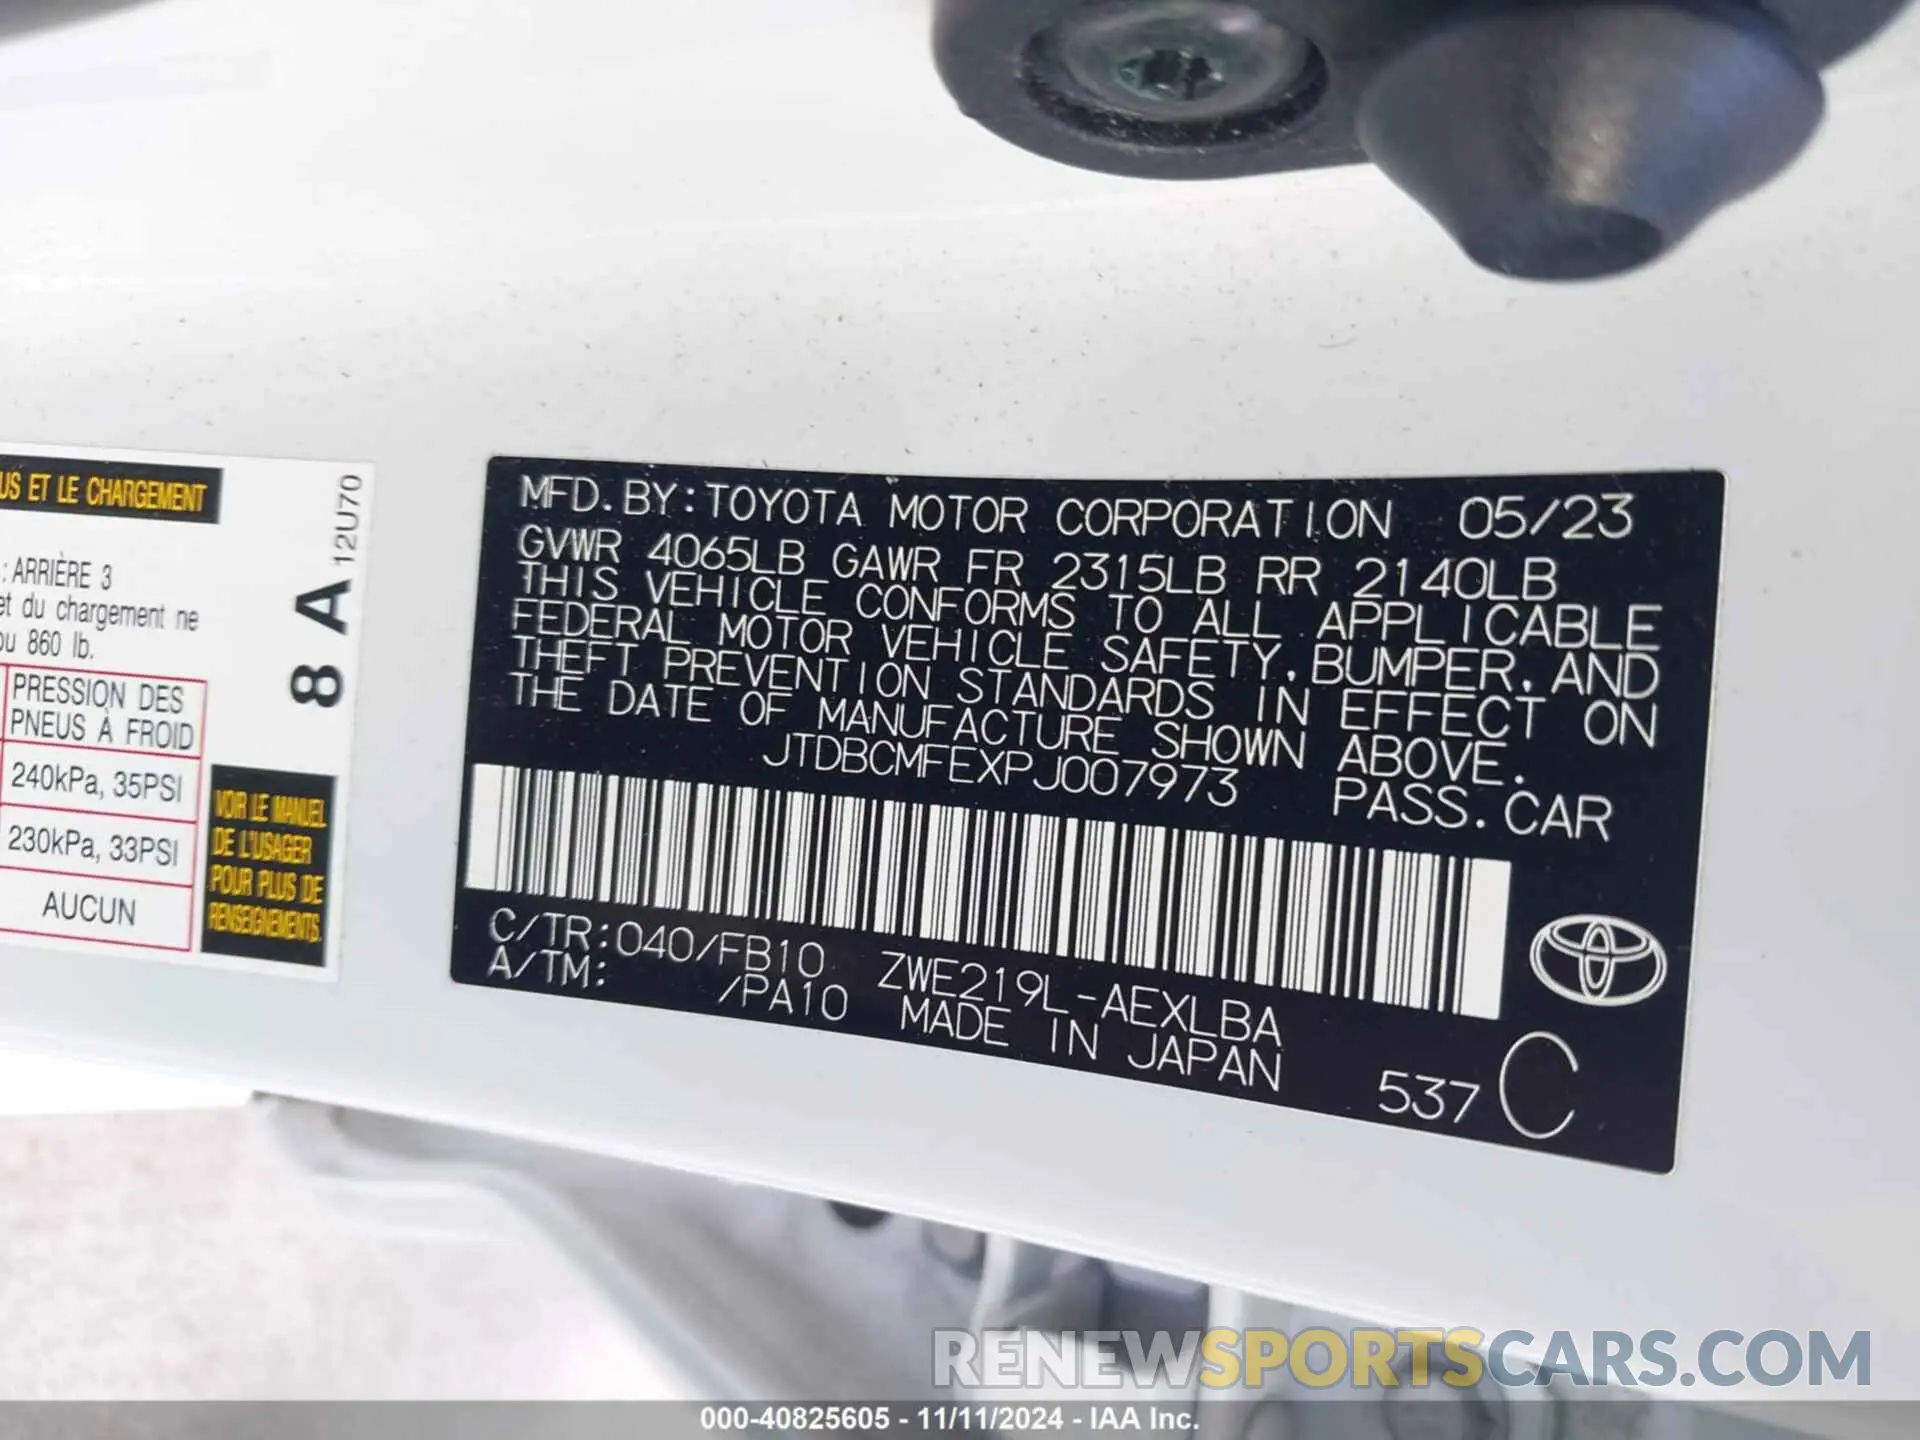 US ET LE CHARGEMENT
: ARRIÈRE 3
et du chargement ne
ou 860 lb.
PRESSION DES
PNEUS À FROID
240kPa, 35PSI
230kPa, 33PSI
AUCUN
VOIR LE MANUEL
DE L'USAGER
POUR PLUS DE
RENSEIGNEMENTS.
8 A 12U70
MFD. BY: TOYOTA MOTOR CORPORATION 05/23
GVWR 4065LB GAWR FR 2315LB RR 2140LB
THIS VEHICLE CONFORMS TO ALL APPLICABLE
FEDERAL MOTOR VEHICLE SAFETY, BUMPER, AND
THEFT PREVENTION STANDARDS IN EFFECT ON
THE DATE OF MANUFACTURE SHOWN ABOVE.
JTDBCMFEXPJ007973 PASS. CAR
C/TR: 040/FB10 ZWE219L-AEXLBA
A/TM: /PA10 MADE IN JAPAN
537 C
RENEWSPORTSCARS.COM
000-40825605 - 11/11/2024 - IAA Inc.